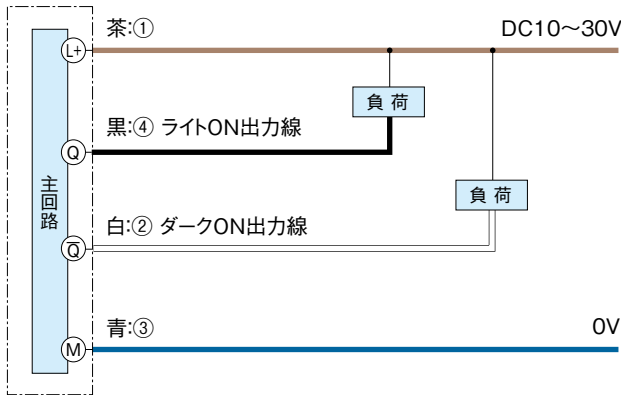 茶:① DC10〜30V
L+
負 荷
黒:④ ライトON出力線
Q
主回路
負 荷
白:② ダークON出力線
Q̅
青:③ 0V
M